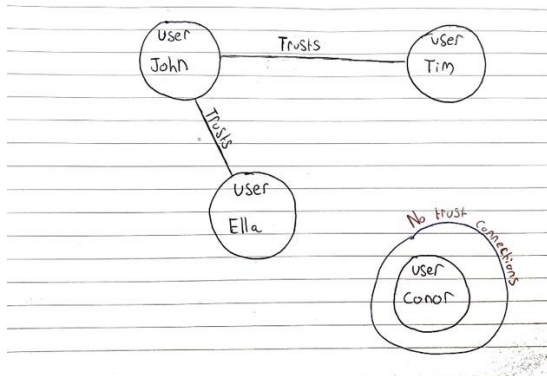 User
John
Trusts
User
Tim
Trusts
User
Ella
No trust connections
User
Conor